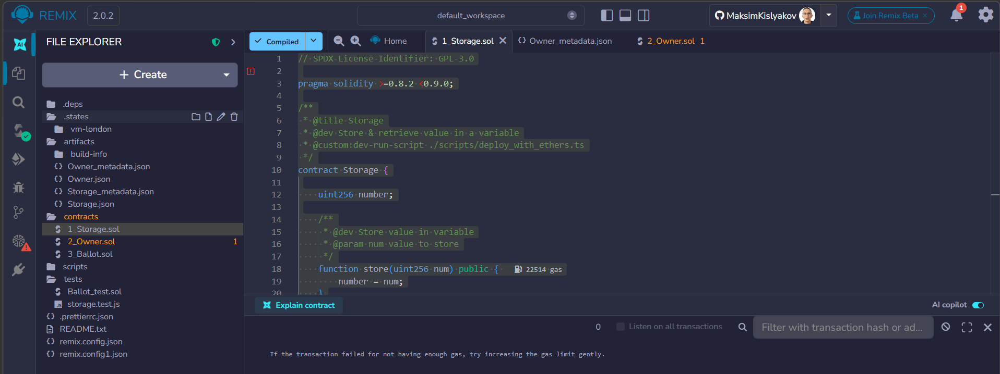 REMIX 2.0.2 default_workspace MaksimKislyakov Join Remix Beta × 1
AI FILE EXPLORER
+ Create
.deps
.states
vm-london
artifacts
build-info
{} Owner_metadata.json
{} Owner.json
{} Storage_metadata.json
{} Storage.json
contracts
1_Storage.sol
2_Owner.sol 1
3_Ballot.sol
scripts
tests
Ballot_test.sol
JS storage.test.js
{} .prettierrc.json
README.txt
{} remix.config.json
{} remix.config1.json
Compiled Home 1_Storage.sol {} Owner_metadata.json 2_Owner.sol 1
1 // SPDX-License-Identifier: GPL-3.0
2
3 pragma solidity >=0.8.2 <0.9.0;
4
5 /**
6 * @title Storage
7 * @dev Store & retrieve value in a variable
8 * @custom:dev-run-script ./scripts/deploy_with_ethers.ts
9 */
10 contract Storage {
11
12 uint256 number;
13
14 /**
15 * @dev Store value in variable
16 * @param num value to store
17 */
18 function store(uint256 num) public { 22514 gas
19 number = num;
20 }
Explain contract AI copilot
0 Listen on all transactions Filter with transaction hash or ad...
If the transaction failed for not having enough gas, try increasing the gas limit gently.